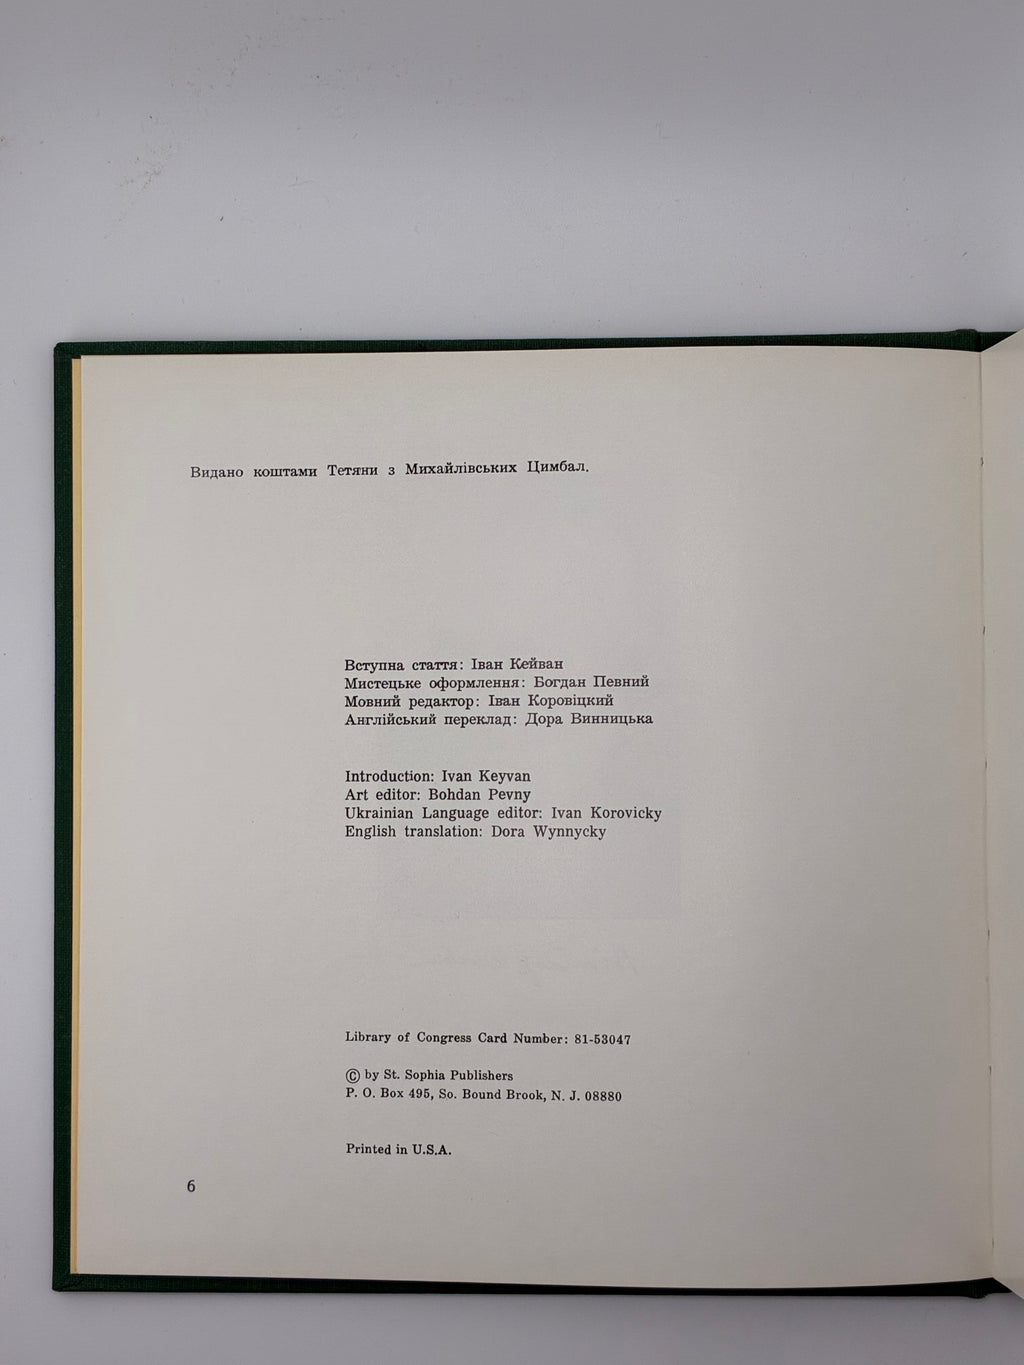 Видано коштами Тетяни з Михайлівських Цимбал.
Вступна стаття: Іван Кейван
Мистецьке оформлення: Богдан Певний
Мовний редактор: Іван Коровіцкий
Англійський переклад: Дора Винницька
Introduction: Ivan Keyvan
Art editor: Bohdan Pevny
Ukrainian Language editor: Ivan Korovicky
English translation: Dora Wynnycky
Library of Congress Card Number: 81-53047
© by St. Sophia Publishers
P. O. Box 495, So. Bound Brook, N. J. 08880
Printed in U.S.A.
6